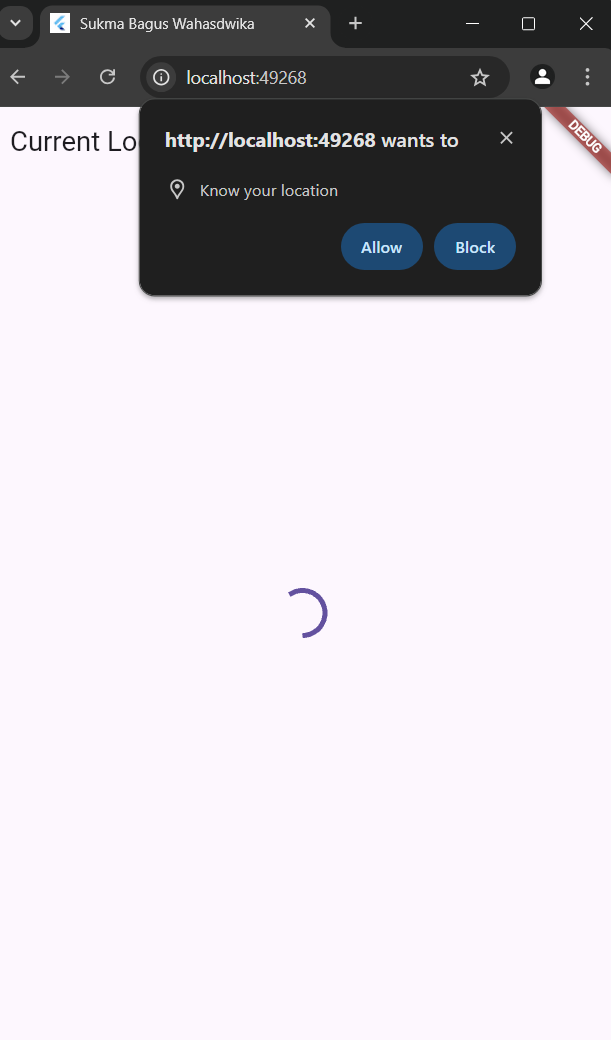 Sukma Bagus Wahasdwika
localhost:49268
Current Lo
DEBUG
http://localhost:49268 wants to
Know your location
Allow
Block